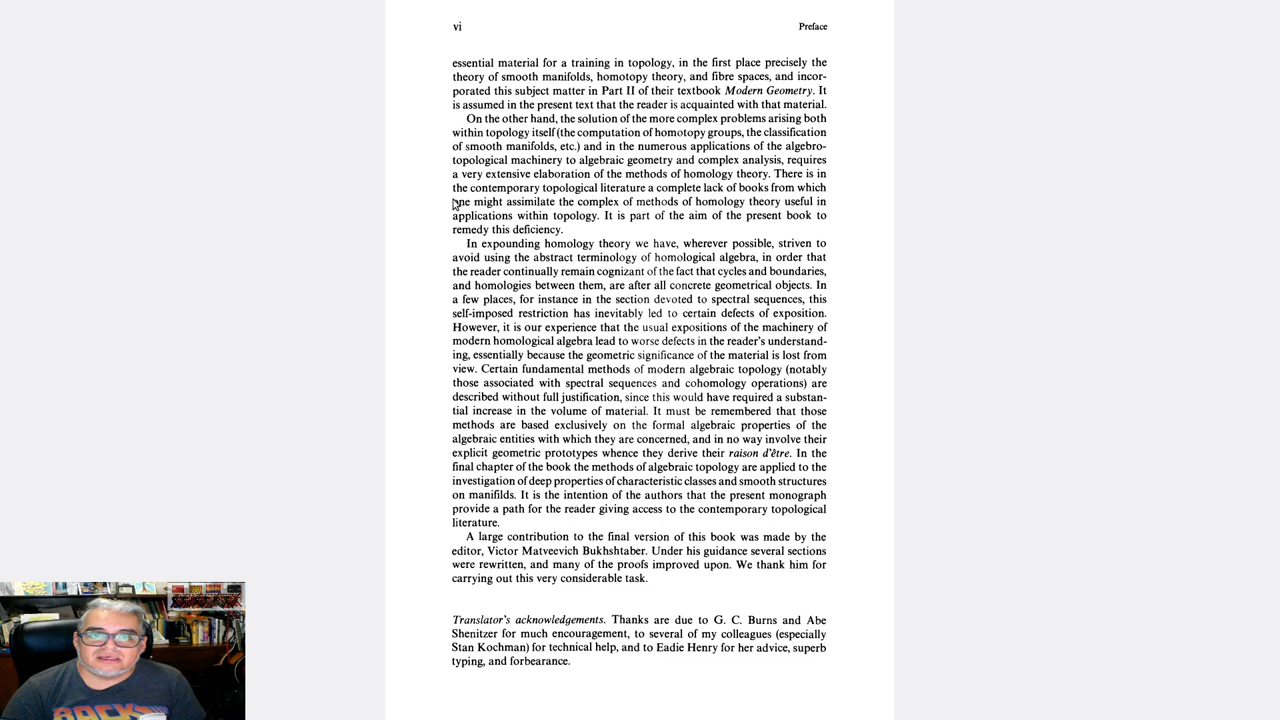 vi Preface
essential material for a training in topology, in the first place precisely the
theory of smooth manifolds, homotopy theory, and fibre spaces, and incor-
porated this subject matter in Part II of their textbook Modern Geometry. It
is assumed in the present text that the reader is acquainted with that material.
On the other hand, the solution of the more complex problems arising both
within topology itself (the computation of homotopy groups, the classification
of smooth manifolds, etc.) and in the numerous applications of the algebro-
topological machinery to algebraic geometry and complex analysis, requires
a very extensive elaboration of the methods of homology theory. There is in
the contemporary topological literature a complete lack of books from which
one might assimilate the complex of methods of homology theory useful in
applications within topology. It is part of the aim of the present book to
remedy this deficiency.
In expounding homology theory we have, wherever possible, striven to
avoid using the abstract terminology of homological algebra, in order that
the reader continually remain cognizant of the fact that cycles and boundaries,
and homologies between them, are after all concrete geometrical objects. In
a few places, for instance in the section devoted to spectral sequences, this
self-imposed restriction has inevitably led to certain defects of exposition.
However, it is our experience that the usual expositions of the machinery of
modern homological algebra lead to worse defects in the reader's understand-
ing, essentially because the geometric significance of the material is lost from
view. Certain fundamental methods of modern algebraic topology (notably
those associated with spectral sequences and cohomology operations) are
described without full justification, since this would have required a substan-
tial increase in the volume of material. It must be remembered that those
methods are based exclusively on the formal algebraic properties of the
algebraic entities with which they are concerned, and in no way involve their
explicit geometric prototypes whence they derive their raison d'être. In the
final chapter of the book the methods of algebraic topology are applied to the
investigation of deep properties of characteristic classes and smooth structures
on manifilds. It is the intention of the authors that the present monograph
provide a path for the reader giving access to the contemporary topological
literature.
A large contribution to the final version of this book was made by the
editor, Victor Matveevich Bukhshtaber. Under his guidance several sections
were rewritten, and many of the proofs improved upon. We thank him for
carrying out this very considerable task.
Translator's acknowledgements. Thanks are due to G. C. Burns and Abe
Shenitzer for much encouragement, to several of my colleagues (especially
Stan Kochman) for technical help, and to Eadie Henry for her advice, superb
typing, and forbearance.